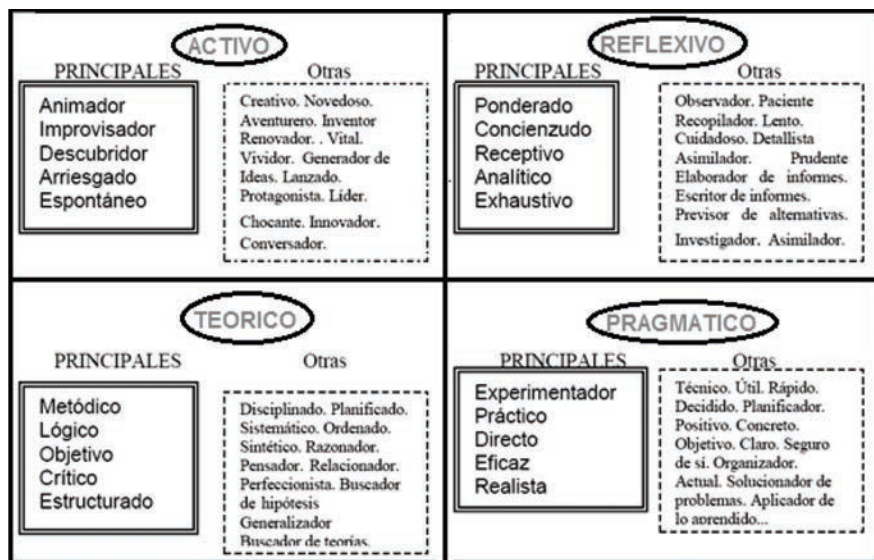 ACTIVO
PRINCIPALES
Animador
Improvisador
Descubridor
Arriesgado
Espontáneo
Otras
Creativo. Novedoso.
Aventurero. Inventor
Renovador. . Vital.
Vividor. Generador de
Ideas. Lanzado.
Protagonista. Líder.
Chocante. Innovador.
Conversador.
REFLEXIVO
PRINCIPALES
Ponderado
Concienzudo
Receptivo
Analítico
Exhaustivo
Otras
Observador. Paciente
Recopilador. Lento.
Cuidadoso. Detallista
Asimilador. Prudente
Elaborador de informes.
Escritor de informes.
Previsor de alternativas.
Investigador. Asimilador.
TEORICO
PRINCIPALES
Metódico
Lógico
Objetivo
Crítico
Estructurado
Otras
Disciplinado. Planificado.
Sistemático. Ordenado.
Sintético. Razonador.
Pensador. Relacionador.
Perfeccionista. Buscador
de hipótesis
Generalizador
Buscador de teorías.
PRAGMATICO
PRINCIPALES
Experimentador
Práctico
Directo
Eficaz
Realista
Otras
Técnico. Útil. Rápido.
Decidido. Planificador.
Positivo. Concreto.
Objetivo. Claro. Seguro
de sí. Organizador.
Actual. Solucionador de
problemas. Aplicador de
lo aprendido...